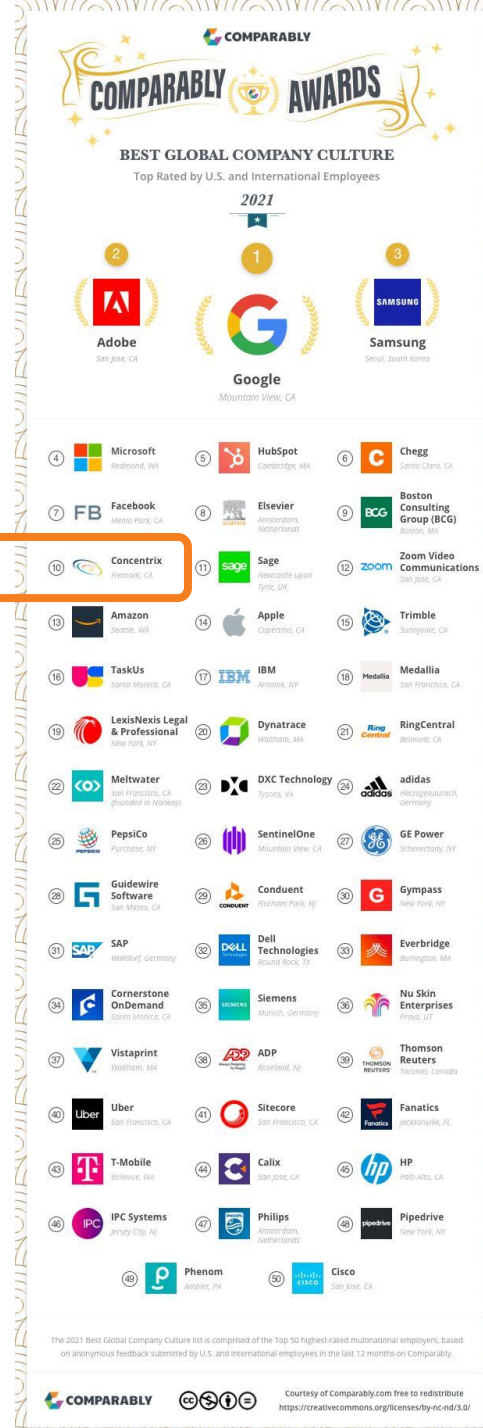 COMPARABLY
COMPARABLY AWARDS
BEST GLOBAL COMPANY CULTURE
Top Rated by U.S. and International Employees
2021
2
1
3
SAMSUNG
Adobe
San Jose, CA
Google
Mountain View, CA
Samsung
Seoul, South Korea
4
Microsoft
Redmond, WA
5
HubSpot
Cambridge, MA
6
C
Chegg
Santa Clara, CA
7
FB
Facebook
Menlo Park, CA
8
ELSEVIER
Elsevier
Amsterdam,
Netherlands
9
BCG
Boston
Consulting
Group (BCG)
Boston, MA
10
Concentrix
Fremont, CA
11
sage
Sage
Newcastle upon
Tyne, UK
12
zoom
Zoom Video
Communications
San Jose, CA
13
Amazon
Seattle, WA
14
Apple
Cupertino, CA
15
Trimble
Sunnyvale, CA
16
TaskUs
Santa Monica, CA
17
IBM
IBM
Armonk, NY
18
Medallia
Medallia
San Francisco, CA
19
LexisNexis Legal
& Professional
New York, NY
20
Dynatrace
Waltham, MA
21
Ring
Central
RingCentral
Belmont, CA
22
Meltwater
San Francisco, CA
(founded in Norway)
23
DXC
DXC Technology
Tysons, VA
24
adidas
adidas
Herzogenaurach,
Germany
25
PEPSICO
PepsiCo
Purchase, NY
26
SentinelOne
Mountain View, CA
27
GE
GE Power
Schenectady, NY
28
Guidewire
Software
San Mateo, CA
29
CONDUENT
Conduent
Florham Park, NJ
30
G
Gympass
New York, NY
31
SAP
SAP
Walldorf, Germany
32
DELL
Technologies
Dell
Technologies
Round Rock, TX
33
Everbridge
Burlington, MA
34
Cornerstone
OnDemand
Santa Monica, CA
35
SIEMENS
Siemens
Munich, Germany
36
Nu Skin
Enterprises
Provo, UT
37
Vistaprint
Waltham, MA
38
ADP
Always Designing
for People
ADP
Roseland, NJ
39
THOMSON
REUTERS
Thomson
Reuters
Toronto, Canada
40
Uber
Uber
San Francisco, CA
41
Sitecore
San Francisco, CA
42
Fanatics
Fanatics
Jacksonville, FL
43
T
T-Mobile
Bellevue, WA
44
Calix
San Jose, CA
45
hp
HP
Palo Alto, CA
46
IPC
IPC Systems
Jersey City, NJ
47
PHILIPS
Philips
Amsterdam,
Netherlands
48
pipedrive
Pipedrive
New York, NY
49
p
Phenom
Ambler, PA
50
CISCO
Cisco
San Jose, CA
The 2021 Best Global Company Culture list is comprised of the Top 50 highest-rated multinational employers, based
on anonymous feedback submitted by U.S. and international employees in the last 12 months on Comparably.
COMPARABLY
cc
Courtesy of Comparably.com free to redistribute
https://creativecommons.org/licenses/by-nc-nd/3.0/